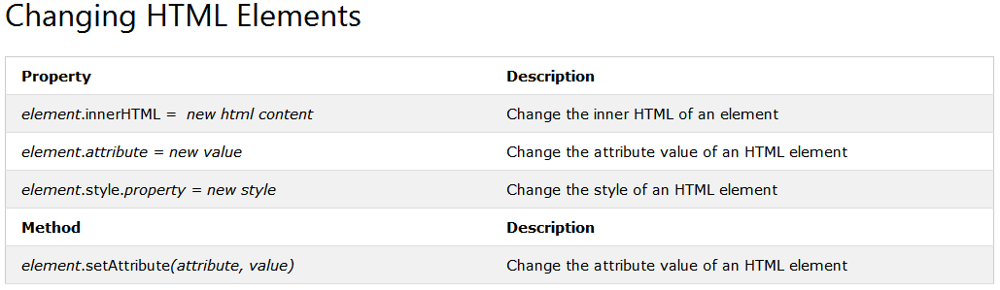 Changing HTML Elements
Property Description
element.innerHTML = new html content Change the inner HTML of an element
element.attribute = new value Change the attribute value of an HTML element
element.style.property = new style Change the style of an HTML element
Method Description
element.setAttribute(attribute, value) Change the attribute value of an HTML element